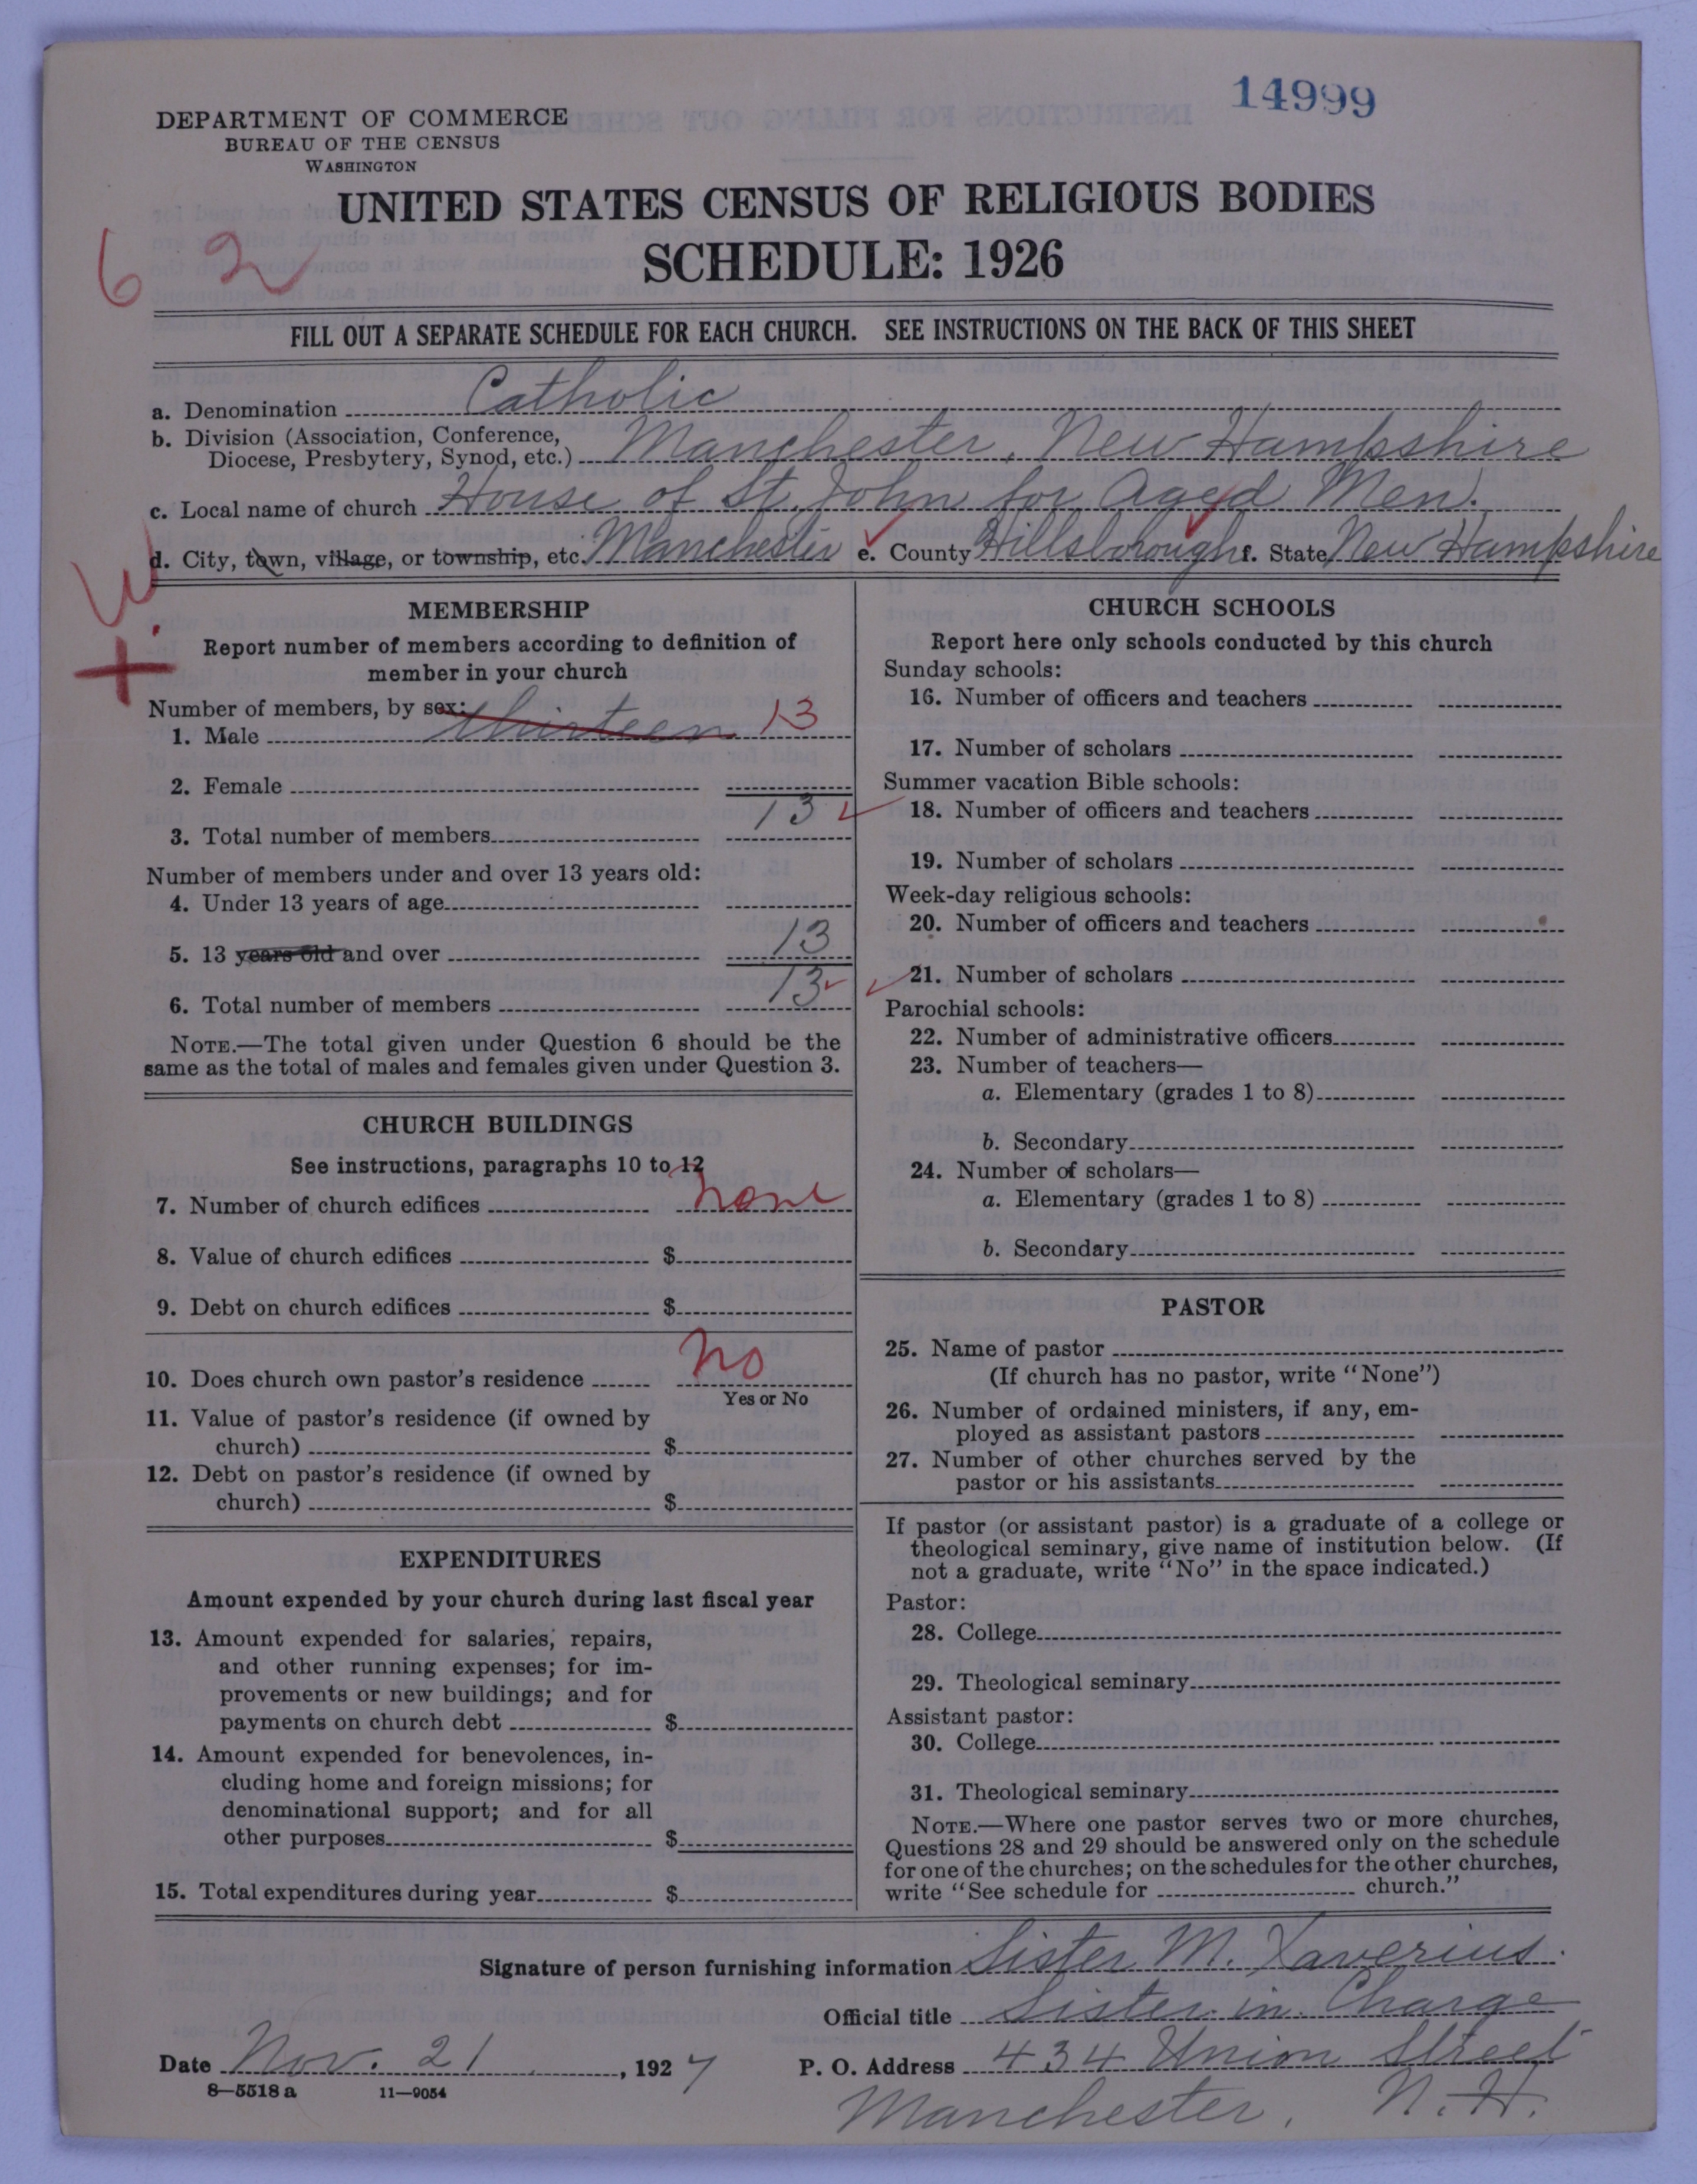 14999
DEPARTMENT OF COMMERCE
BUREAU OF THE CENSUS
WASHINGTON
UNITED STATES CENSUS OF RELIGIOUS BODIES
SCHEDULE: 1926
6 2
FILL OUT A SEPARATE SCHEDULE FOR EACH CHURCH. SEE INSTRUCTIONS ON THE BACK OF THIS SHEET
a. Denomination Catholic
b. Division (Association, Conference,
Diocese, Presbytery, Synod, etc.) Manchester, New Hampshire
c. Local name of church House of St. John for Aged Men.
d. City, town, village, or township, etc. Manchester e. County Hillsborough f. State New Hampshire
MEMBERSHIP
Report number of members according to definition of
member in your church
Number of members, by sex:
1. Male thirteen 13
2. Female
3. Total number of members 13
Number of members under and over 13 years old:
4. Under 13 years of age
5. 13 years old and over 13
6. Total number of members 13
NOTE.—The total given under Question 6 should be the
same as the total of males and females given under Question 3.
CHURCH BUILDINGS
See instructions, paragraphs 10 to 12
7. Number of church edifices none
8. Value of church edifices $
9. Debt on church edifices $
10. Does church own pastor's residence no
Yes or No
11. Value of pastor's residence (if owned by
church) $
12. Debt on pastor's residence (if owned by
church) $
EXPENDITURES
Amount expended by your church during last fiscal year
13. Amount expended for salaries, repairs,
and other running expenses; for im-
provements or new buildings; and for
payments on church debt $
14. Amount expended for benevolences, in-
cluding home and foreign missions; for
denominational support; and for all
other purposes $
15. Total expenditures during year $
CHURCH SCHOOLS
Report here only schools conducted by this church
Sunday schools:
16. Number of officers and teachers
17. Number of scholars
Summer vacation Bible schools:
18. Number of officers and teachers
19. Number of scholars
Week-day religious schools:
20. Number of officers and teachers
21. Number of scholars
Parochial schools:
22. Number of administrative officers
23. Number of teachers—
a. Elementary (grades 1 to 8)
b. Secondary
24. Number of scholars—
a. Elementary (grades 1 to 8)
b. Secondary
PASTOR
25. Name of pastor
(If church has no pastor, write "None")
26. Number of ordained ministers, if any, em-
ployed as assistant pastors
27. Number of other churches served by the
pastor or his assistants
If pastor (or assistant pastor) is a graduate of a college or
theological seminary, give name of institution below. (If
not a graduate, write "No" in the space indicated.)
Pastor:
28. College
29. Theological seminary
Assistant pastor:
30. College
31. Theological seminary
NOTE.—Where one pastor serves two or more churches,
Questions 28 and 29 should be answered only on the schedule
for one of the churches; on the schedules for the other churches,
write "See schedule for church."
Signature of person furnishing information Sister M. Xaverius.
Official title Sister in Charge
Date Nov. 21, 1927 P. O. Address 434 Union Street
8—5518 a 11—9054
Manchester, N.H.